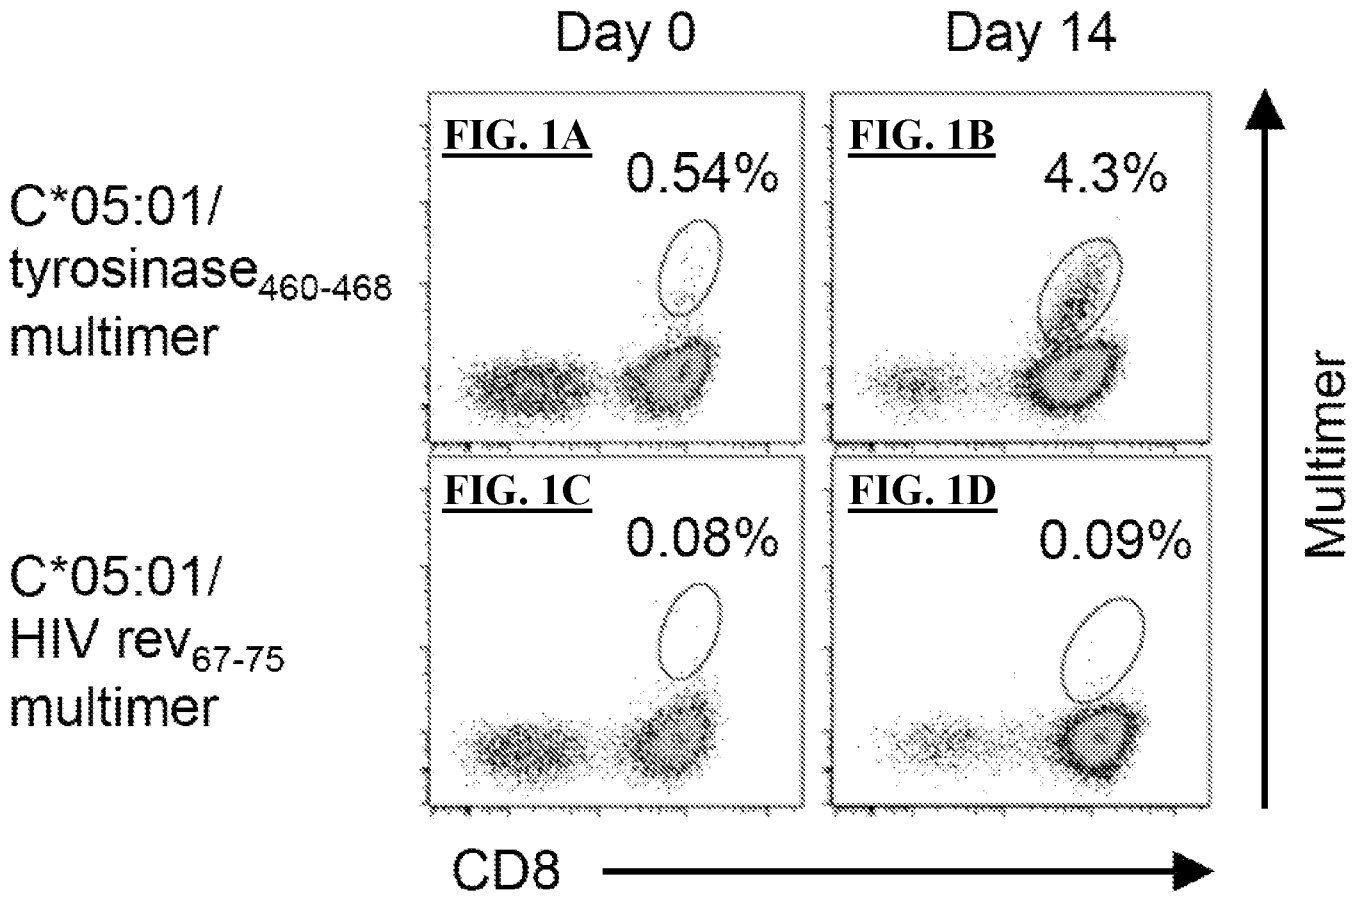 Day 0
Day 14
FIG. 1A
FIG. 1B
0.54%
4.3%
C*05:01/
tyrosinase460-468
multimer
FIG. 1C
FIG. 1D
0.08%
0.09%
C*05:01/
HIV rev67-75
multimer
Multimer
CD8